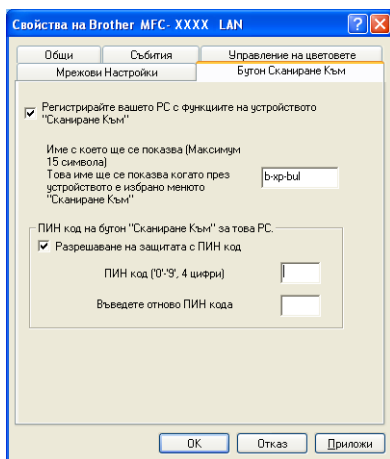 Свойства на Brother MFC- XXXX LAN
Общи
Събития
Управление на цветовете
Мрежови Настройки
Бутон Сканиране Към
Регистрирайте вашето РС с функциите на устройството
"Сканиране Към"
Име с което ще се показва (Максимум
15 символа)
Това име ще се показва когато през
устройството е избрано менюто
"Сканиране Към"
b-xp-bul
ПИН код на бутон "Сканиране Към" за това РС.
Разрешаване на защитата с ПИН код
ПИН код ('0'-'9', 4 цифри)
Въведете отново ПИН кода
OK
Отказ
Приложи